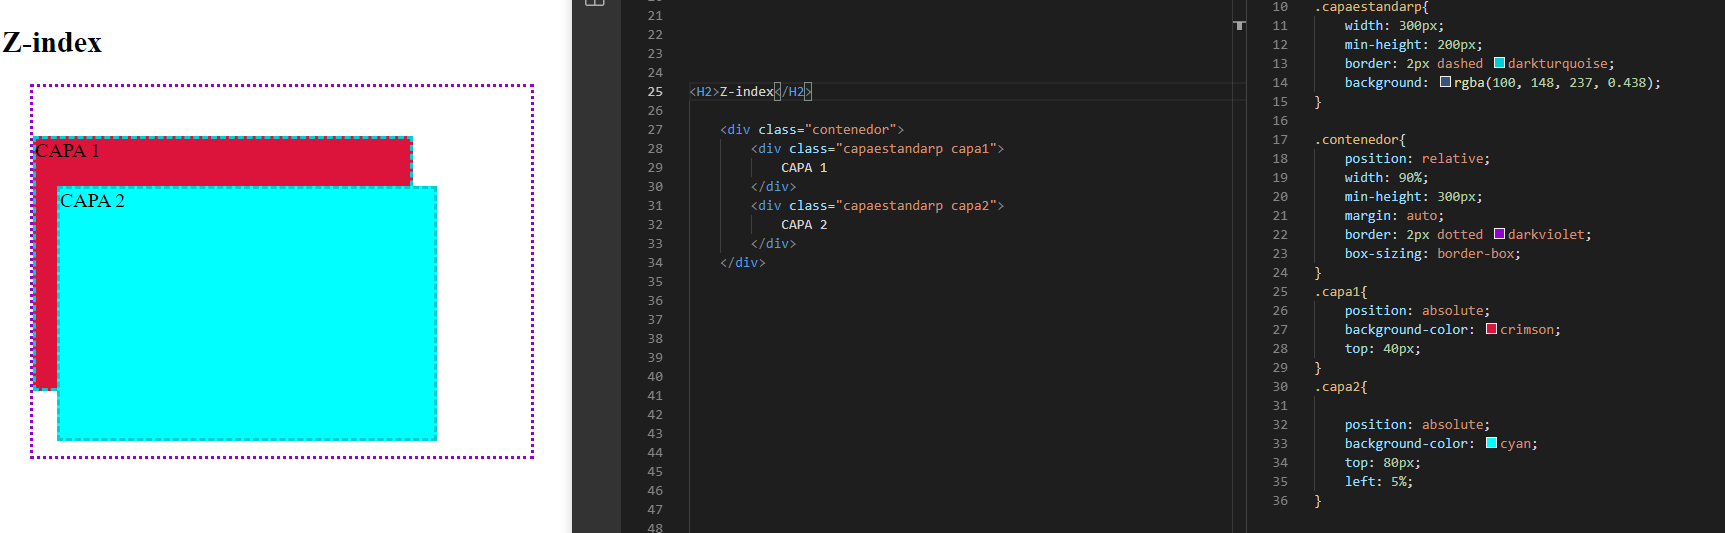 Z-index
CAPA 1
CAPA 2
21
22
23
24
25 <H2>Z-index</H2>
26
27 <div class="contenedor">
28 <div class="capaestandarp capa1">
29 CAPA 1
30 </div>
31 <div class="capaestandarp capa2">
32 CAPA 2
33 </div>
34 </div>
35
36
37
38
39
40
41
42
43
44
45
46
47
48
10 .capaestandarp{
11 width: 300px;
12 min-height: 200px;
13 border: 2px dashed darkturquoise;
14 background: rgba(100, 148, 237, 0.438);
15 }
16
17 .contenedor{
18 position: relative;
19 width: 90%;
20 min-height: 300px;
21 margin: auto;
22 border: 2px dotted darkviolet;
23 box-sizing: border-box;
24 }
25 .capa1{
26 position: absolute;
27 background-color: crimson;
28 top: 40px;
29 }
30 .capa2{
31
32 position: absolute;
33 background-color: cyan;
34 top: 80px;
35 left: 5%;
36 }